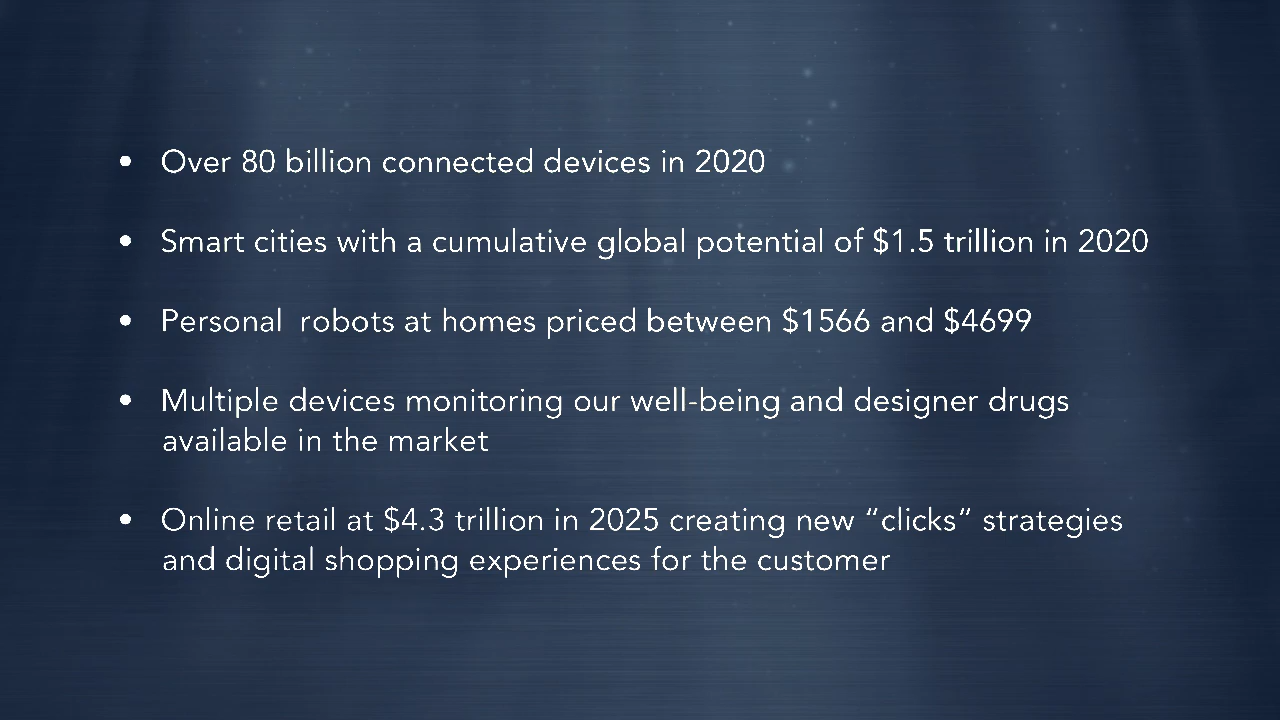 • Over 80 billion connected devices in 2020
• Smart cities with a cumulative global potential of $1.5 trillion in 2020
• Personal  robots at homes priced between $1566 and $4699
• Multiple devices monitoring our well-being and designer drugs
available in the market
• Online retail at $4.3 trillion in 2025 creating new “clicks” strategies
and digital shopping experiences for the customer